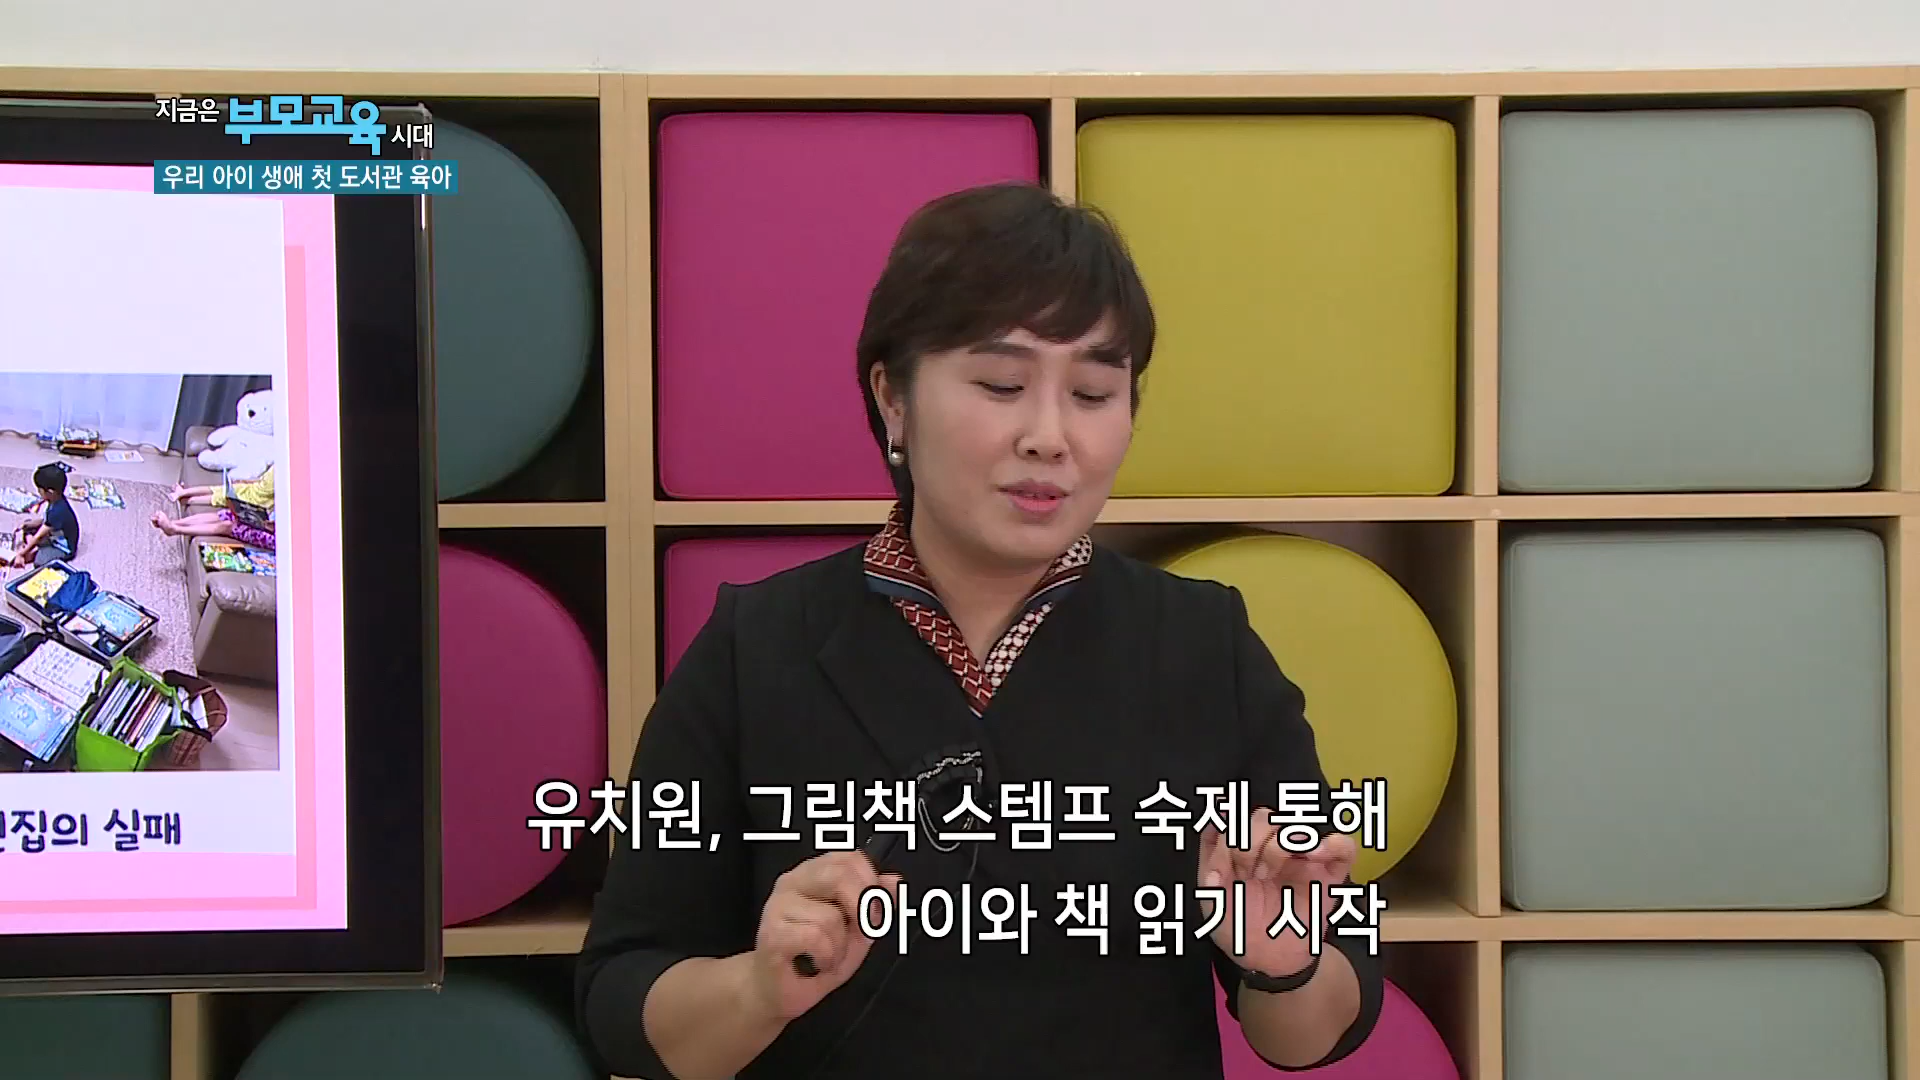 지금은 부모교육 시대
우리 아이 생애 첫 도서관 육아
전집의 실패
유치원, 그림책 스템프 숙제 통해
아이와 책 읽기 시작